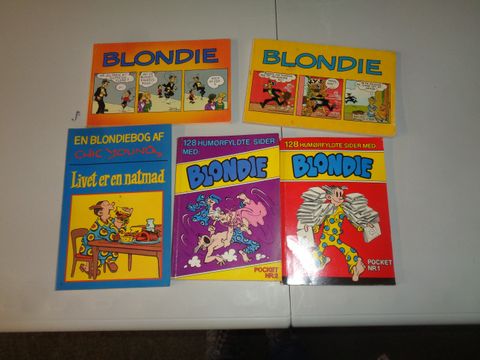 BLONDIE
BLONDIE
EN BLONDIEBOG AF
CHIC YOUNG
Livet er en natmad
128 HUMØRFYLDTE SIDER
MED
BLONDIE
POCKET
NR.2
128 HUMØRFYLDTE SIDER MED
BLONDIE
POCKET
NR.1